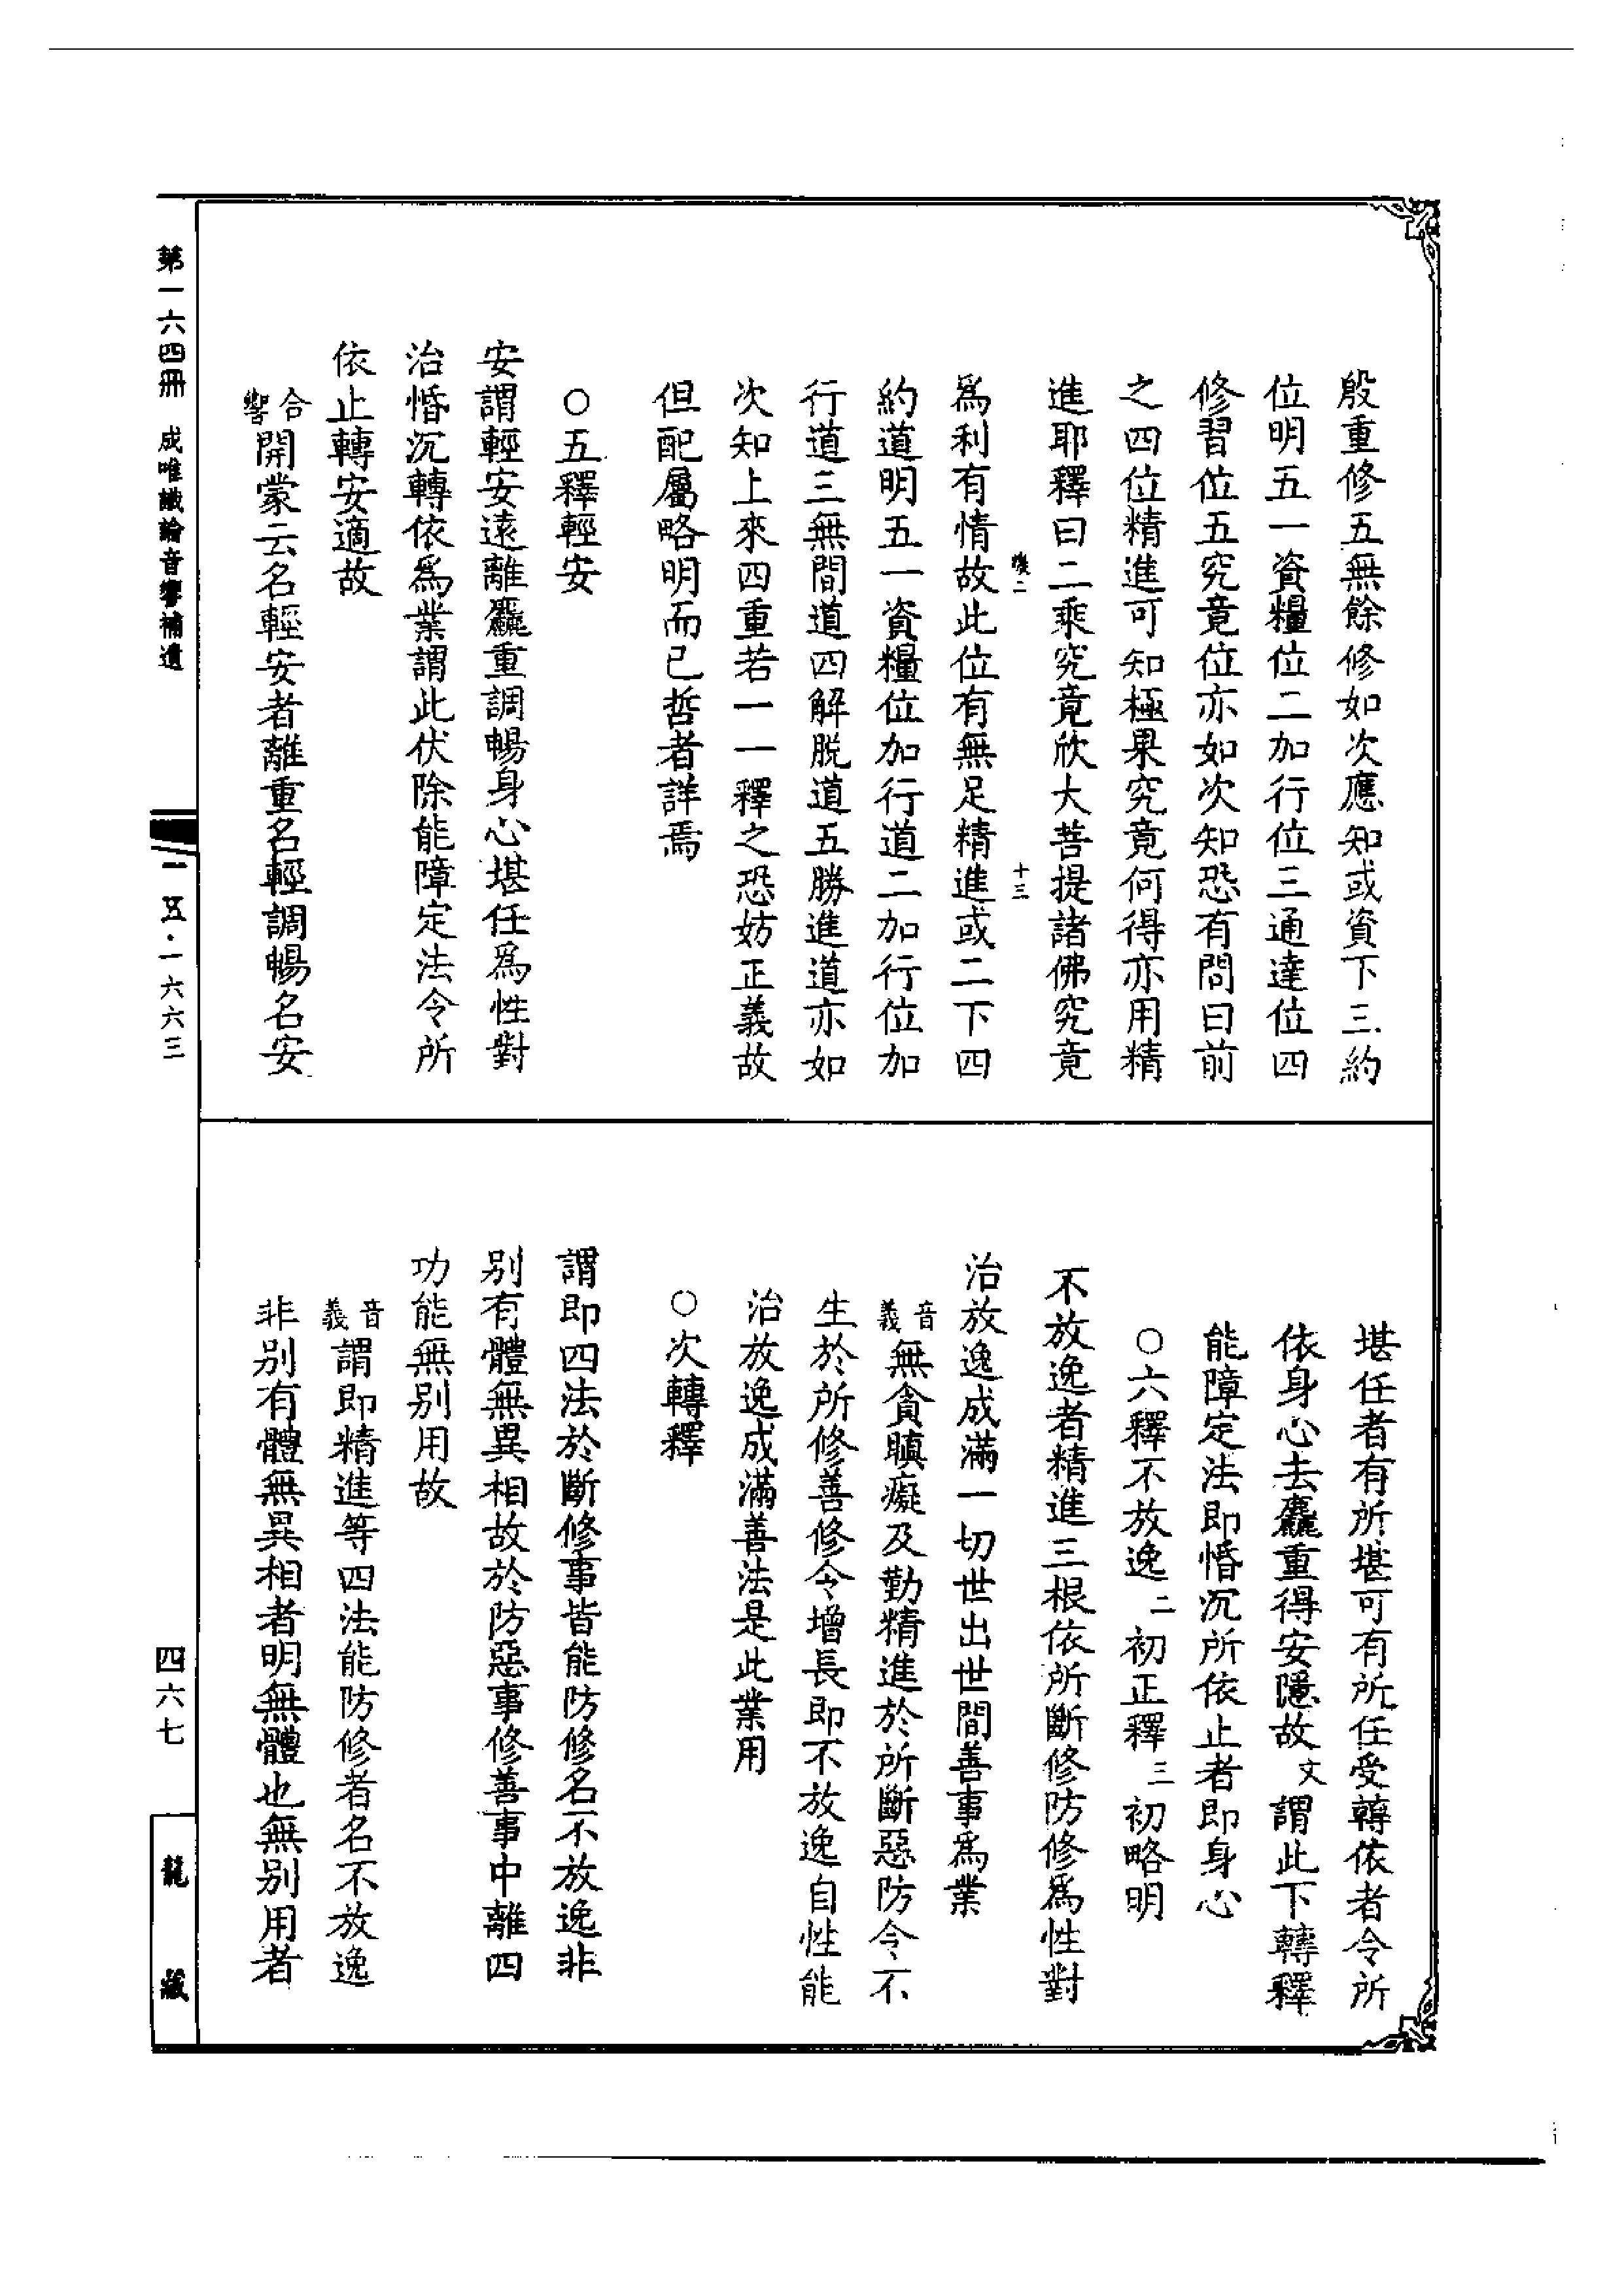 殷重修五無餘修如次應知或資下三約
位明五一資糧位二加行位三通達位四
修習位五究竟位亦如次知恐有問曰前
之四位精進可知極果究竟何得亦用精
進耶釋曰二乘究竟欣大菩提諸佛究竟
十三
爲利有情故此位有無足精進或二下四
約道明五一資糧位加行道二加行位加
行道三無間道四解脱道五勝進道亦如
次知上來四重若一一釋之恐妨正義故
但配屬略明而已哲者詳焉
○五釋輕安
安謂輕安遠離麤重調暢身心堪任爲性對
治惛沉轉依爲業謂此伏除能障定法令所
依止轉安適故
合響開蒙云名輕安者離重名輕調暢名安
堪任者有所堪可有所任受轉依者令所
依身心去麤重得安隱故文謂此下轉釋
能障定法即惛沉所依止者即身心
○六釋不放逸二初正釋三初略明
不放逸者精進三根依所斷修防修爲性對
治放逸成滿一切世出世間善事爲業
音義無貪瞋癡及勤精進於所斷惡防令不
生於所修善修令增長即不放逸自性能
治放逸成滿善法是此業用
○次轉釋
謂即四法於斷修事皆能防修名不放逸非
別有體無異相故於防惡事修善事中離四
功能無別用故
音義謂即精進等四法能防修者名不放逸
非別有體無異相者明無體也無別用者
第一六四冊 成唯識論音響補遺
一五·一六六三
四六七
龍藏